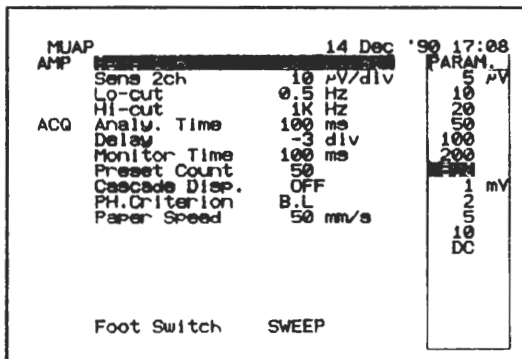 MUAP 14 Dec '90 17:08
AMP PARAM.
Sens 2ch 10 μV/div 5 μV
Lo-cut 0.5 Hz 10
Hi-cut 1K Hz 20
ACQ Analy. Time 100 ms 50
Delay -3 div 100
Monitor Time 100 ms 200
Preset Count 50
Cascade Disp. OFF 1 mV
PH.Criterion B.L 2
Paper Speed 50 mm/s 5
10
DC
Foot Switch SWEEP